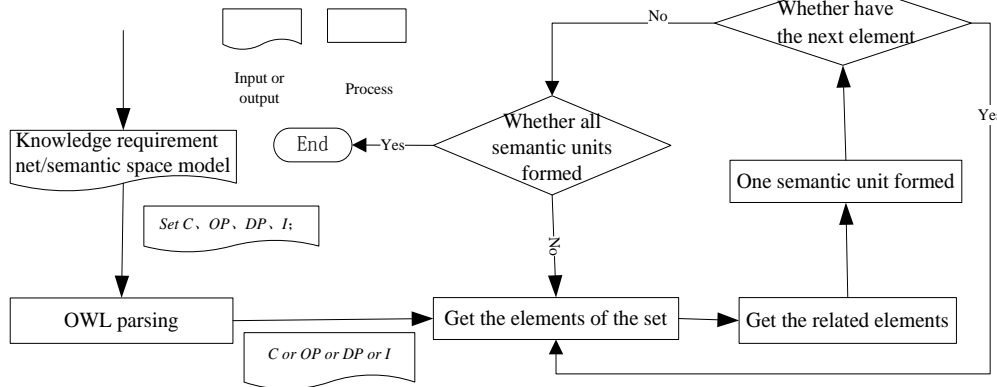 Whether have
the next element
No
Yes
Input or
output
Process
Knowledge requirement
net/semantic space model
End
Yes
Whether all
semantic units
formed
One semantic unit formed
Set C、OP、DP、I;
No
OWL parsing
Get the elements of the set
Get the related elements
C or OP or DP or I